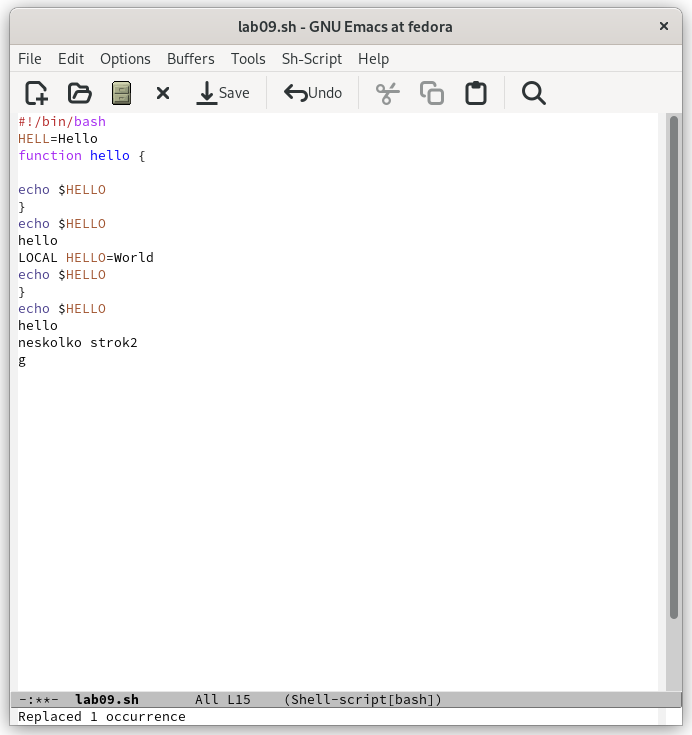 lab09.sh - GNU Emacs at fedora
File Edit Options Buffers Tools Sh-Script Help
Save Undo
#!/bin/bash
HELL=Hello
function hello {
echo $HELLO
}
echo $HELLO
hello
LOCAL HELLO=World
echo $HELLO
}
echo $HELLO
hello
neskolko strok2
g
-:**- lab09.sh All L15 (Shell-script[bash])
Replaced 1 occurrence